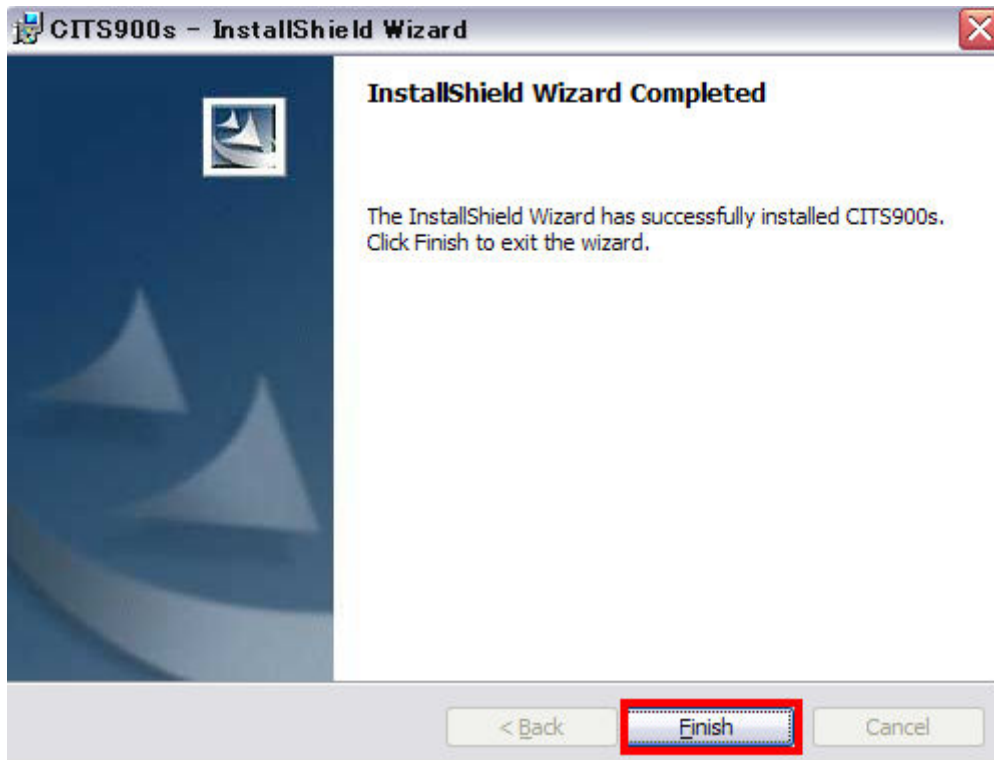 CITS900s - InstallShield Wizard
InstallShield Wizard Completed
The InstallShield Wizard has successfully installed CITS900s.
Click Finish to exit the wizard.
< Back
Finish
Cancel